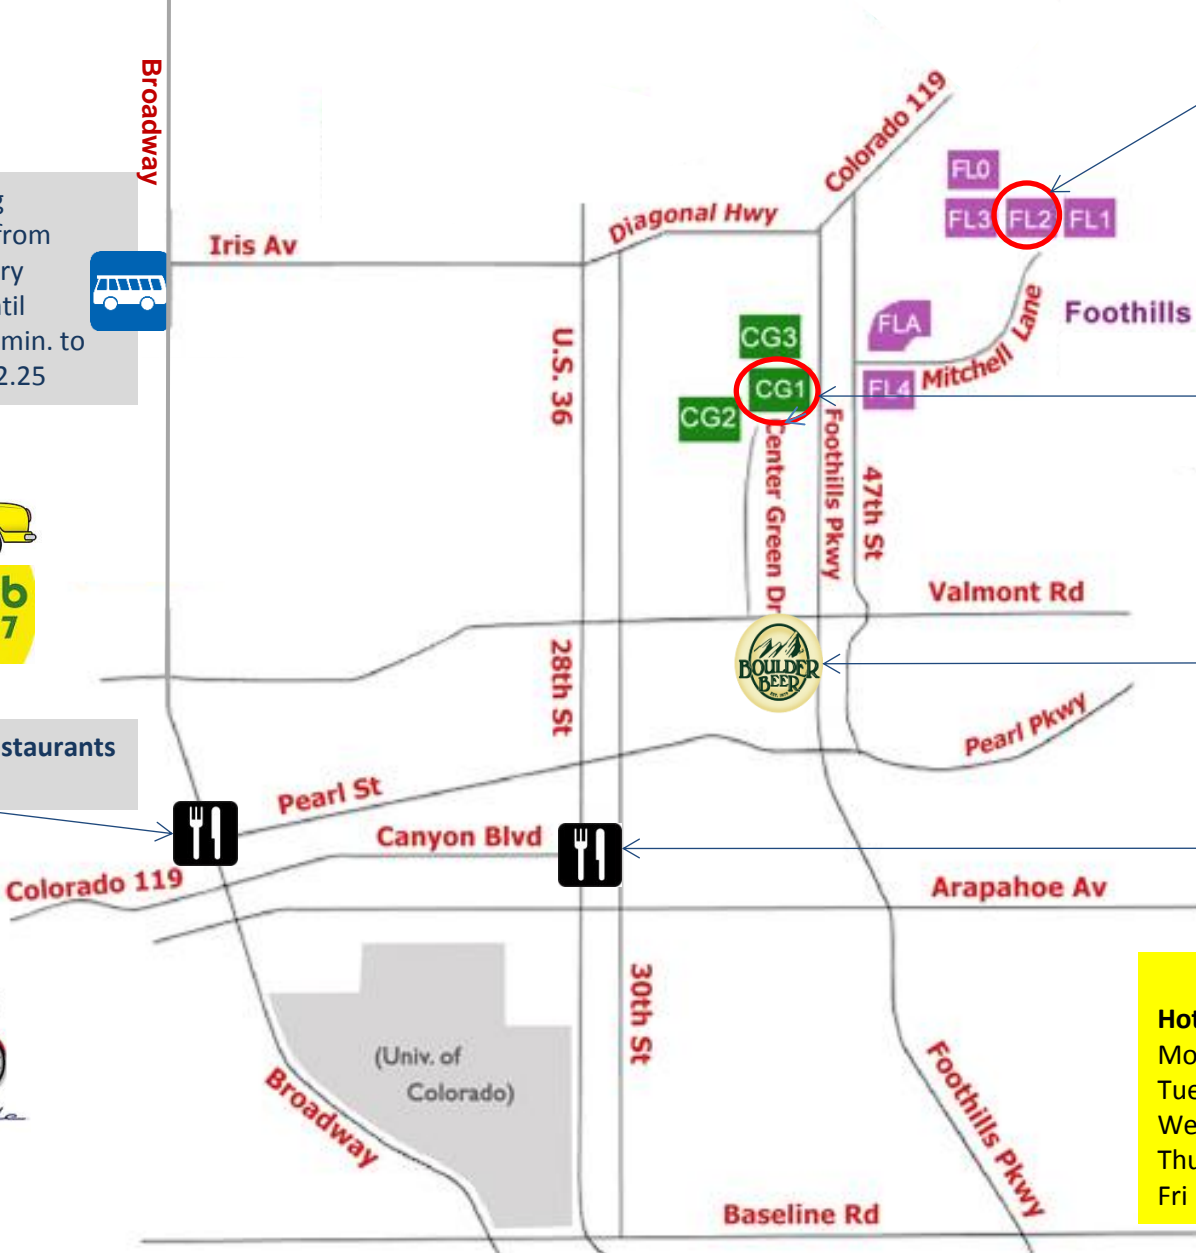 Broadway
Colorado 119
FL0
FL3
FL2
FL1
g
from
ry
til
min. to
2.25
Iris Av
Diagonal Hwy
Foothills
Mitchell Lane
FLA
FL4
CG3
CG1
CG2
U.S. 36
Center Green Dr
Foothills Pkwy
47th St
b
7
Valmont Rd
28th St
BOULDER
BEER
staurants
Pearl Pkwy
Pearl St
Canyon Blvd
Colorado 119
Arapahoe Av
30th St
(Univ. of
Colorado)
Broadway
Foothills Pkwy
Hot
Mo
Tue
We
Thu
Fri
Baseline Rd